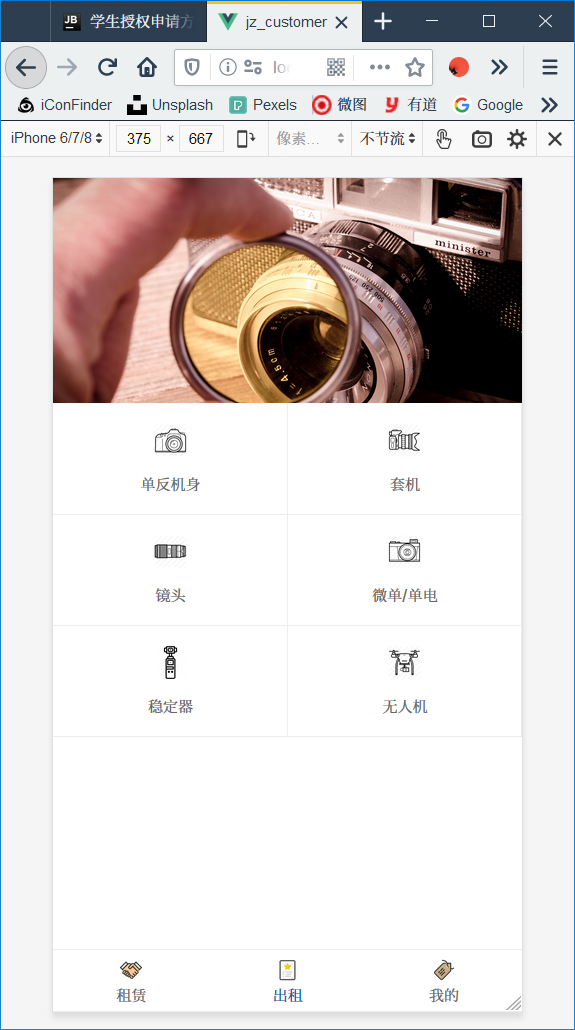 JB 学生授权申请方
jz_customer
iConFinder Unsplash Pexels 微图 有道 Google
iPhone 6/7/8 375 × 667 像素... 不节流
minister
f=4.5cm
单反机身 套机
镜头 微单/单电
稳定器 无人机
租赁 出租 我的